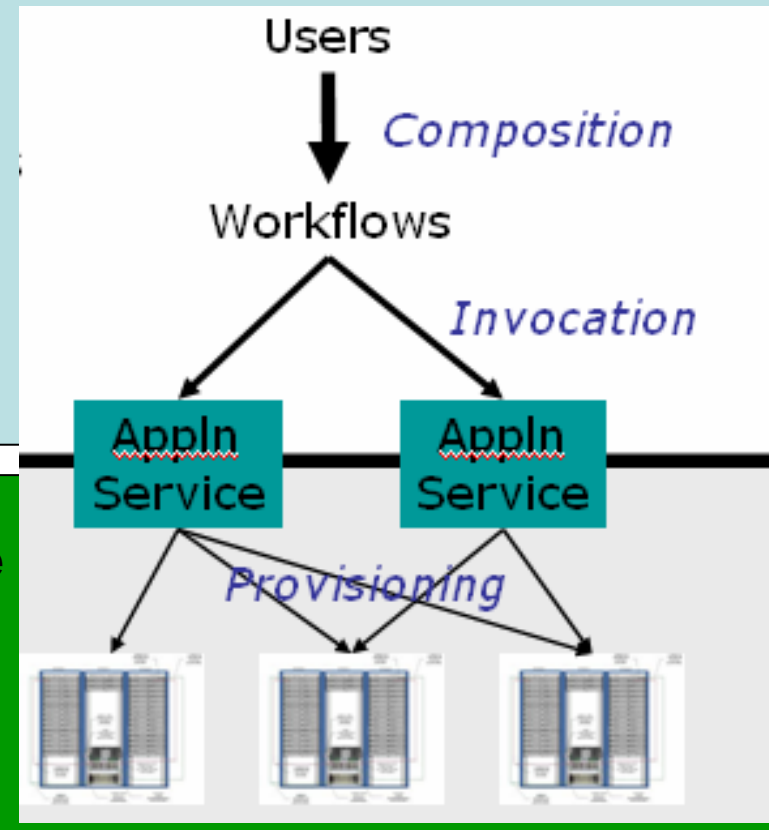 Users
Composition
Workflows
Invocation
Appln
Service
Appln
Service
Provisioning